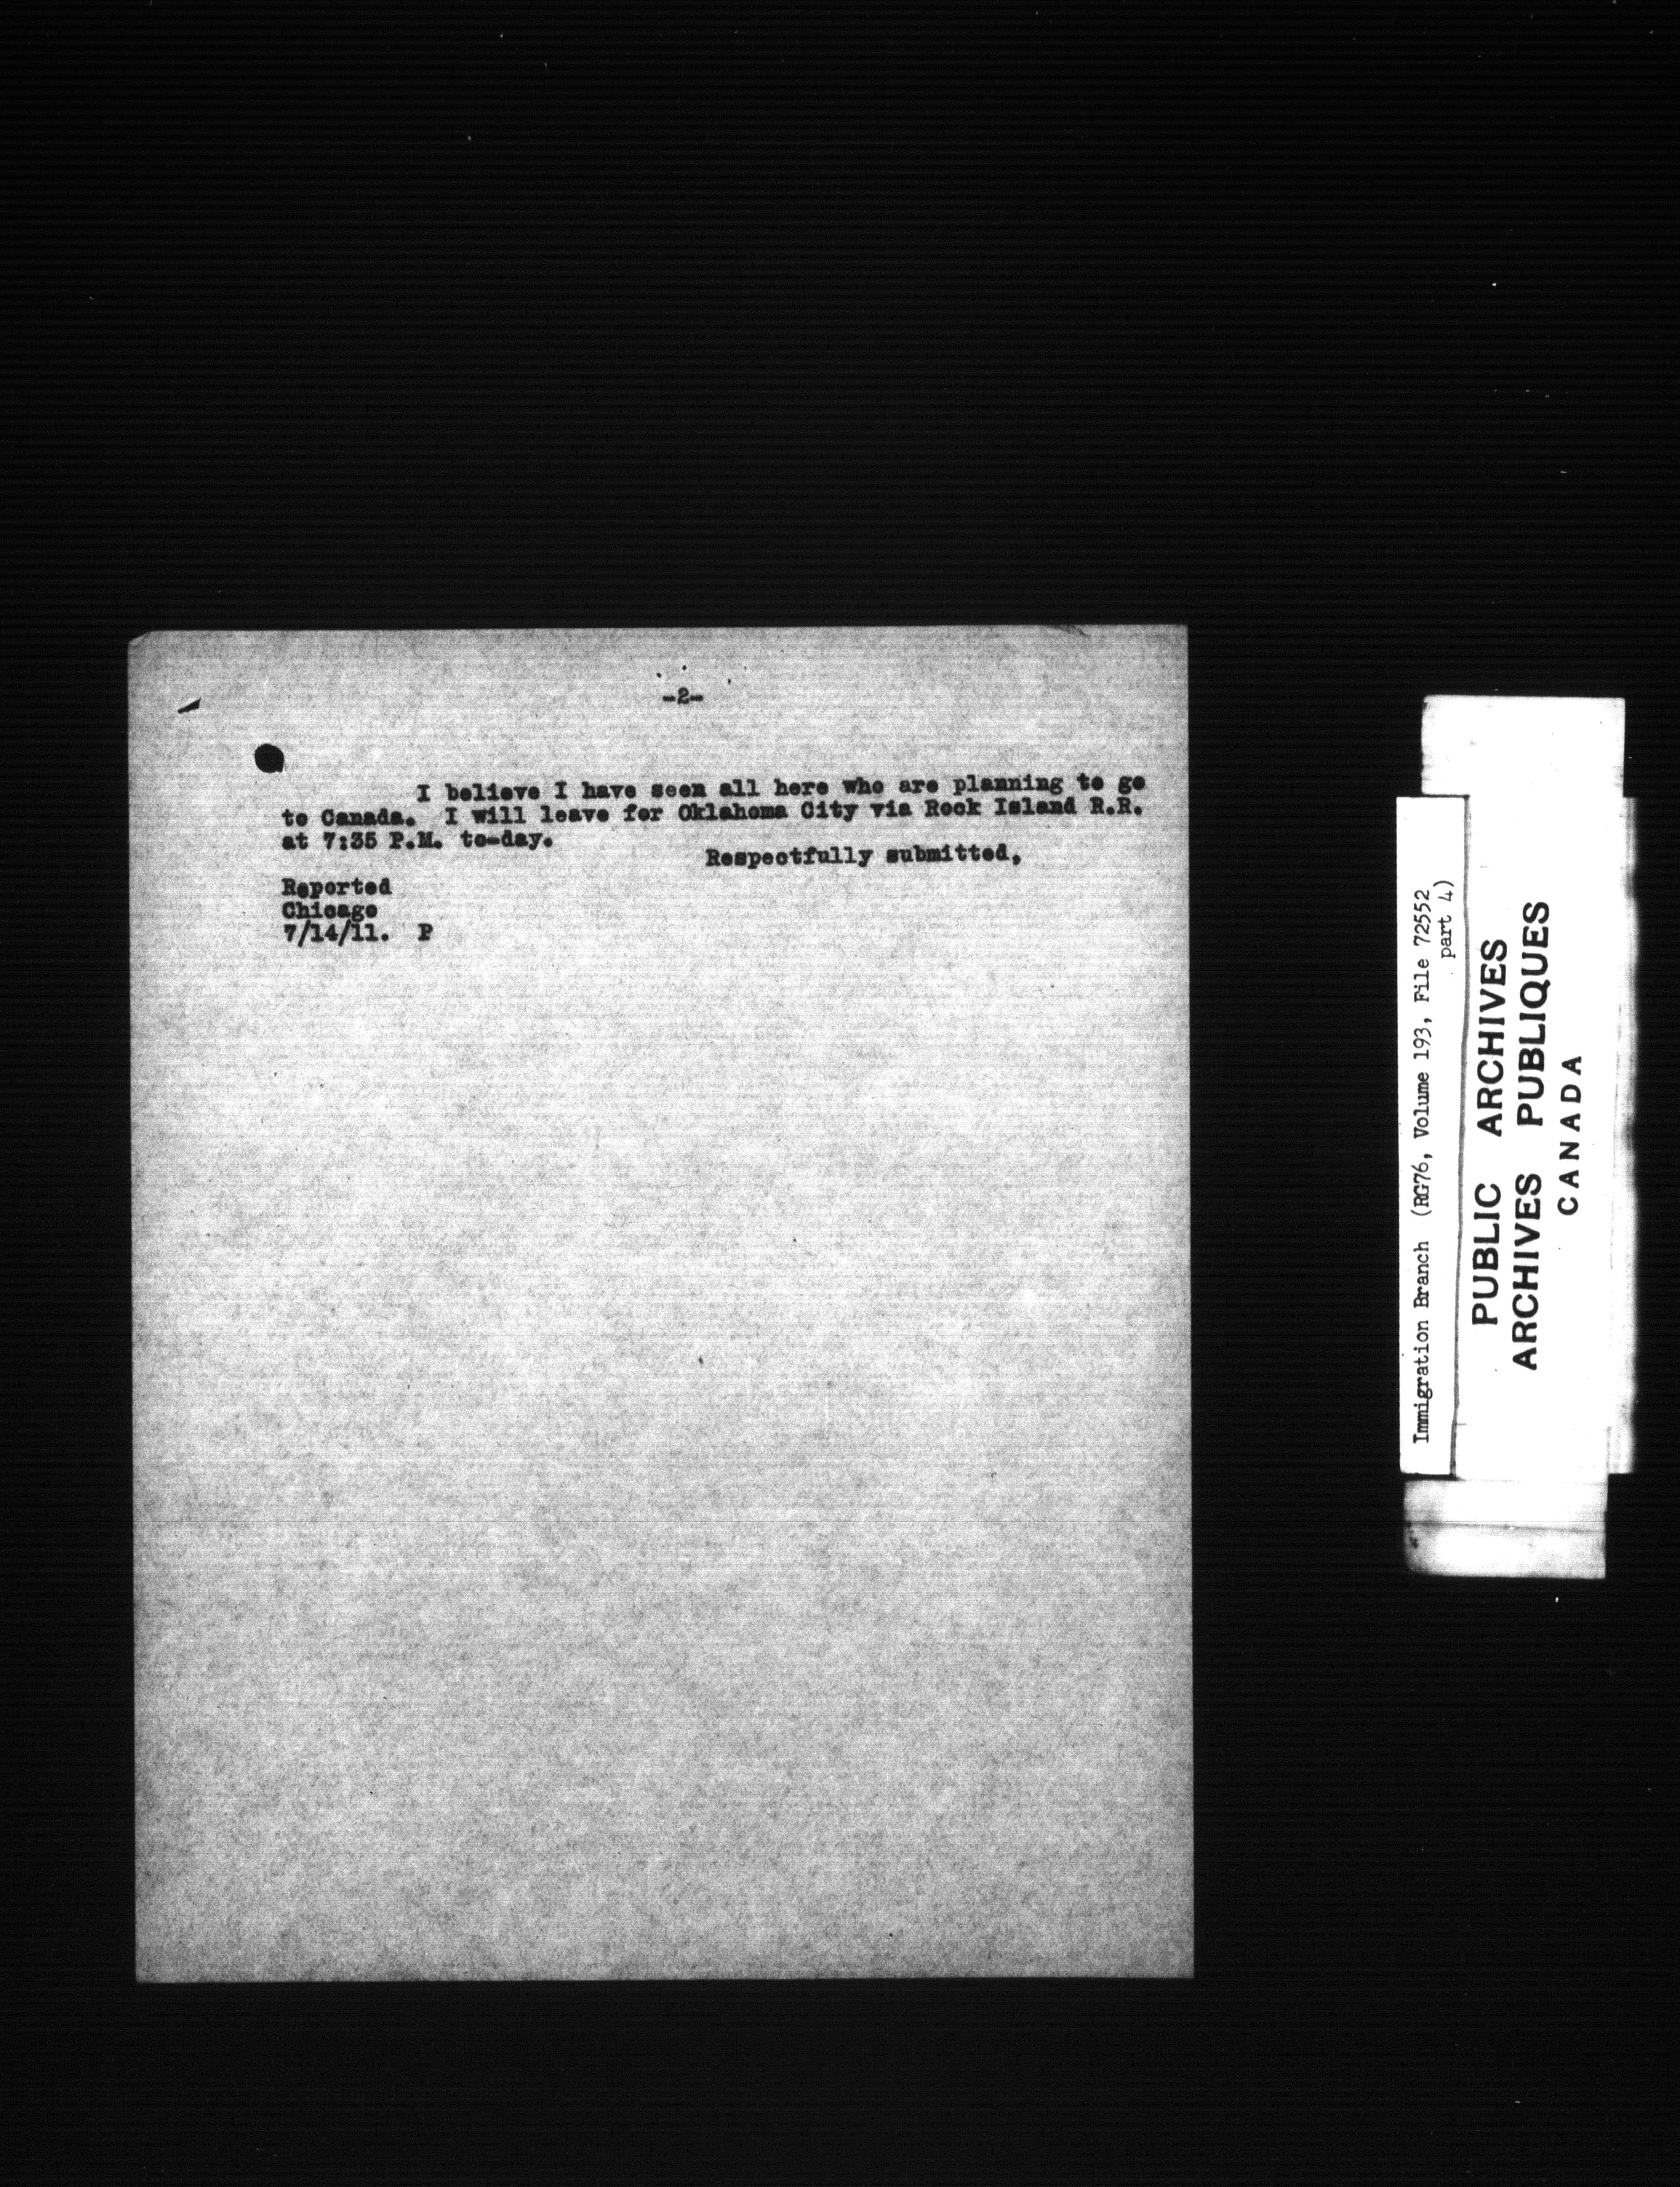 -2-
I believe I have seen all here who are planning to go
to Canada. I will leave for Oklahoma City via Rock Island R.R.
at 7:35 P.M. to-day.
Respectfully submitted,
Reported
Chicago
7/14/11. P
Immigration Branch (RG76, Volume 193, File 72552
part 4)
PUBLIC ARCHIVES
ARCHIVES PUBLIQUES
CANADA